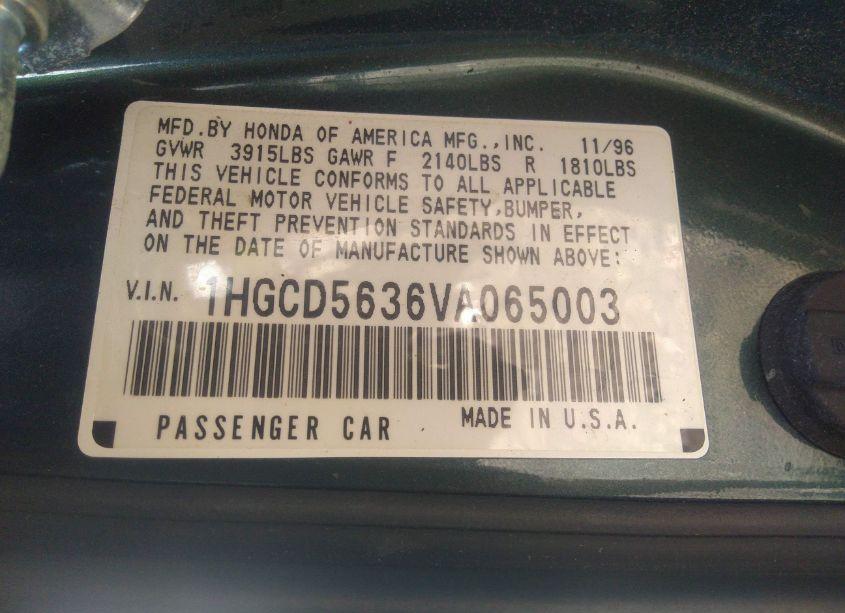 MFD.BY HONDA OF AMERICA MFG.,INC. 11/96
GVWR 3915LBS GAWR F 2140LBS R 1810LBS
THIS VEHICLE CONFORMS TO ALL APPLICABLE
FEDERAL MOTOR VEHICLE SAFETY,BUMPER,
AND THEFT PREVENTION STANDARDS IN EFFECT
ON THE DATE OF MANUFACTURE SHOWN ABOVE:
V.I.N. 1HGCD5636VA065003
PASSENGER CAR MADE IN U.S.A.